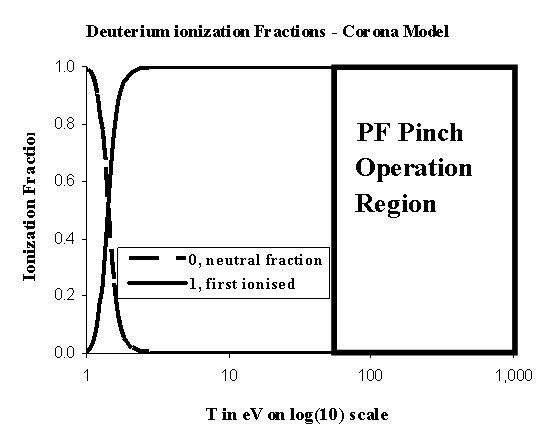 Deuterium ionization Fractions - Corona Model
1.0
0.8
0.6
0.4
0.2
0.0
Ionization Fractio
PF Pinch
Operation
Region
0, neutral fraction
1, first ionised
1
10
100
1,000
T in eV on log(10) scale